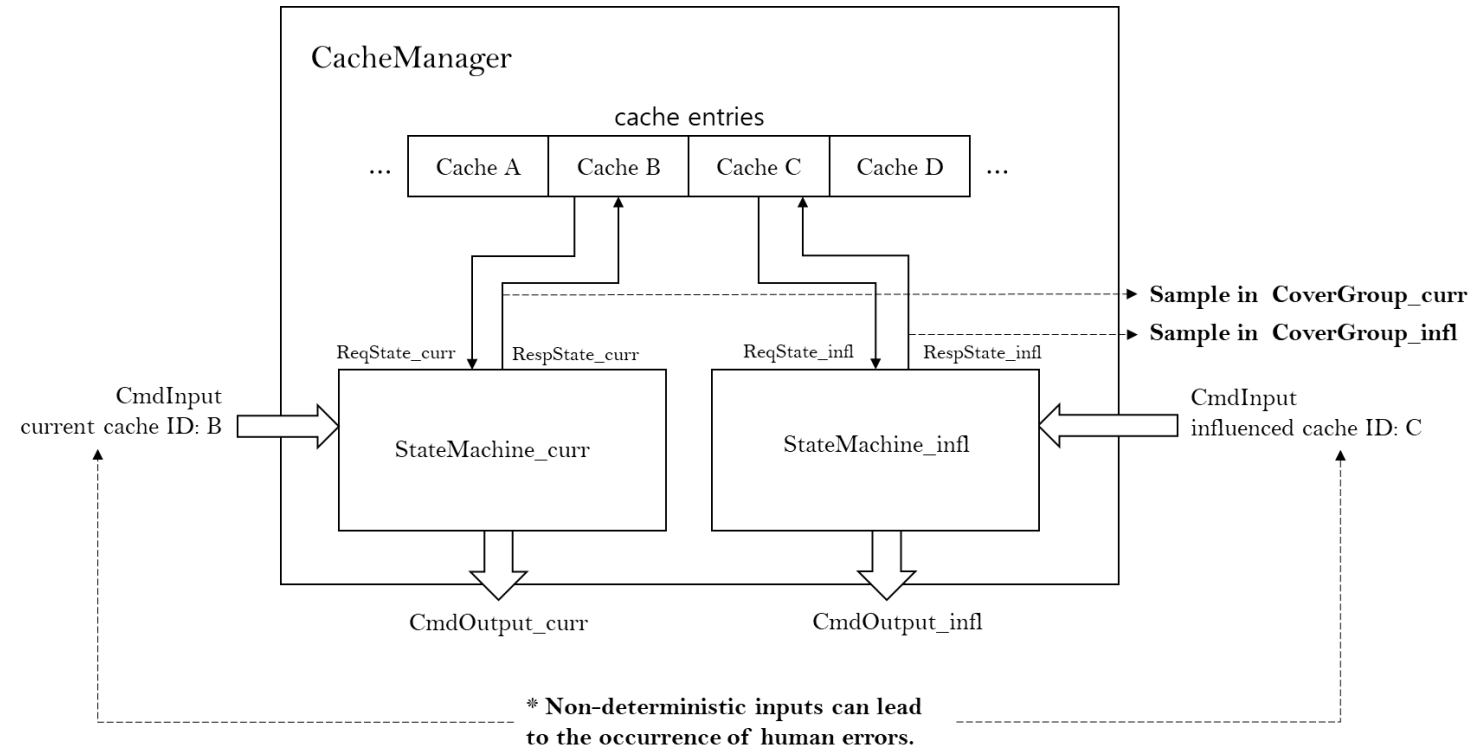 CacheManager
cache entries
... Cache A Cache B Cache C Cache D ...
Sample in CoverGroup_curr
Sample in CoverGroup_infl
ReqState_curr RespState_curr ReqState_infl RespState_infl
CmdInput
current cache ID: B
CmdInput
influenced cache ID: C
StateMachine_curr
StateMachine_infl
CmdOutput_curr
CmdOutput_infl
* Non-deterministic inputs can lead
to the occurrence of human errors.